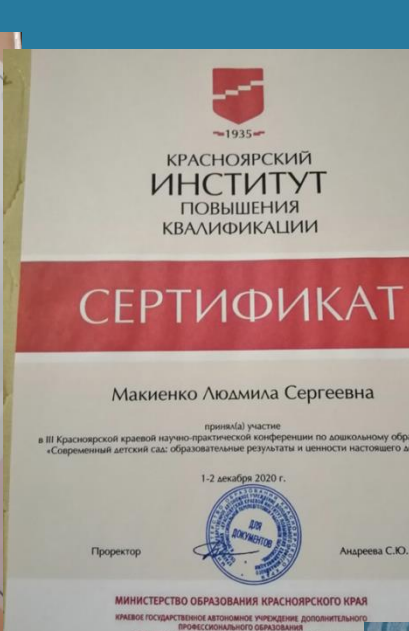 1935
КРАСНОЯРСКИЙ
ИНСТИТУТ
ПОВЫШЕНИЯ
КВАЛИФИКАЦИИ
СЕРТИФИКАТ
Макиенко Людмила Сергеевна
принял(а) участие
в III Красноярской краевой научно-практической конференции по дошкольному обра
«Современный детский сад: образовательные результаты и ценности настоящего д
1-2 декабря 2020 г.
ДЛЯ
ДОКУМЕНТОВ
Проректор Андреева С.Ю.
МИНИСТЕРСТВО ОБРАЗОВАНИЯ КРАСНОЯРСКОГО КРАЯ
КРАЕВОЕ ГОСУДАРСТВЕННОЕ АВТОНОМНОЕ УЧРЕЖДЕНИЕ ДОПОЛНИТЕЛЬНОГО
ПРОФЕССИОНАЛЬНОГО ОБРАЗОВАНИЯ